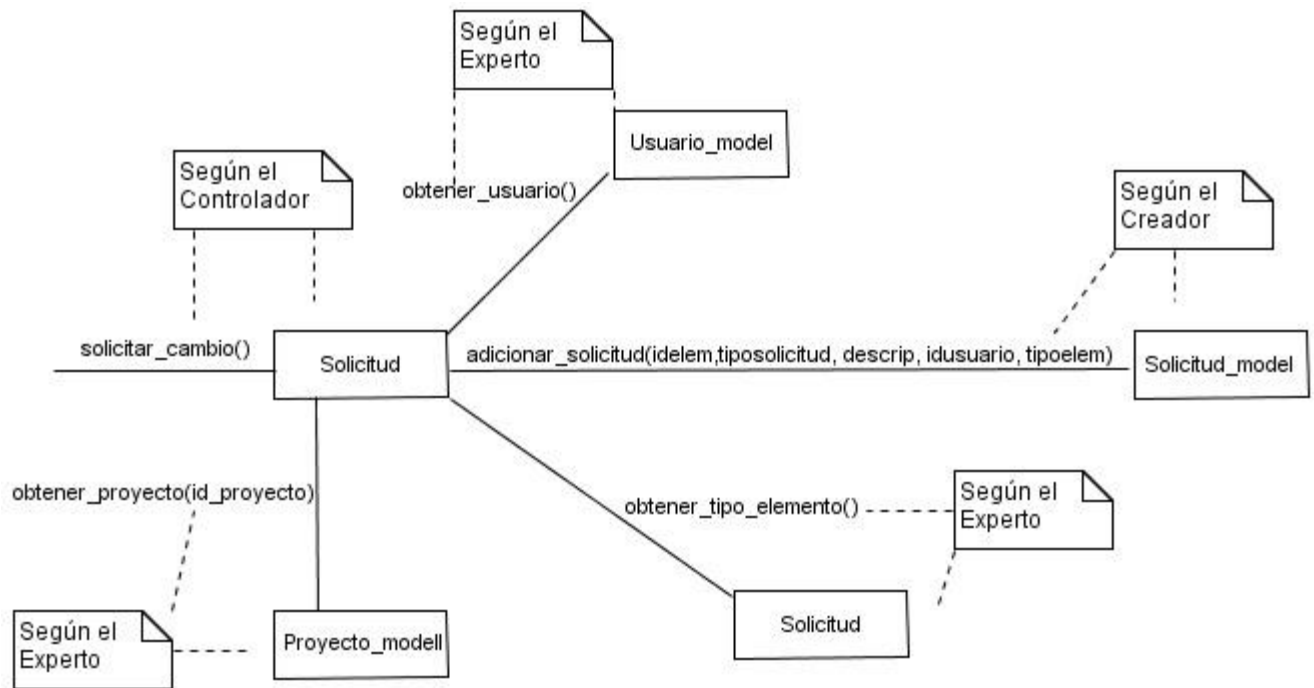 Según el
Experto
Usuario_model
Según el
Controlador
obtener_usuario()
Según el
Creador
solicitar_cambio()
Solicitud
adicionar_solicitud(idelem,tiposolicitud, descrip, idusuario, tipoelem)
Solicitud_model
obtener_proyecto(id_proyecto)
obtener_tipo_elemento()
Según el
Experto
Según el
Experto
Proyecto_modell
Solicitud